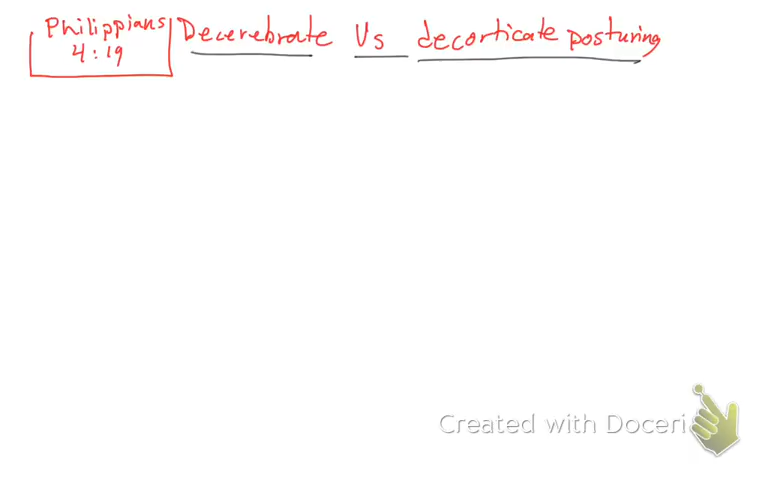 Philippians
4:19
Decerebrate Vs decorticate posturing
Created with Doceri